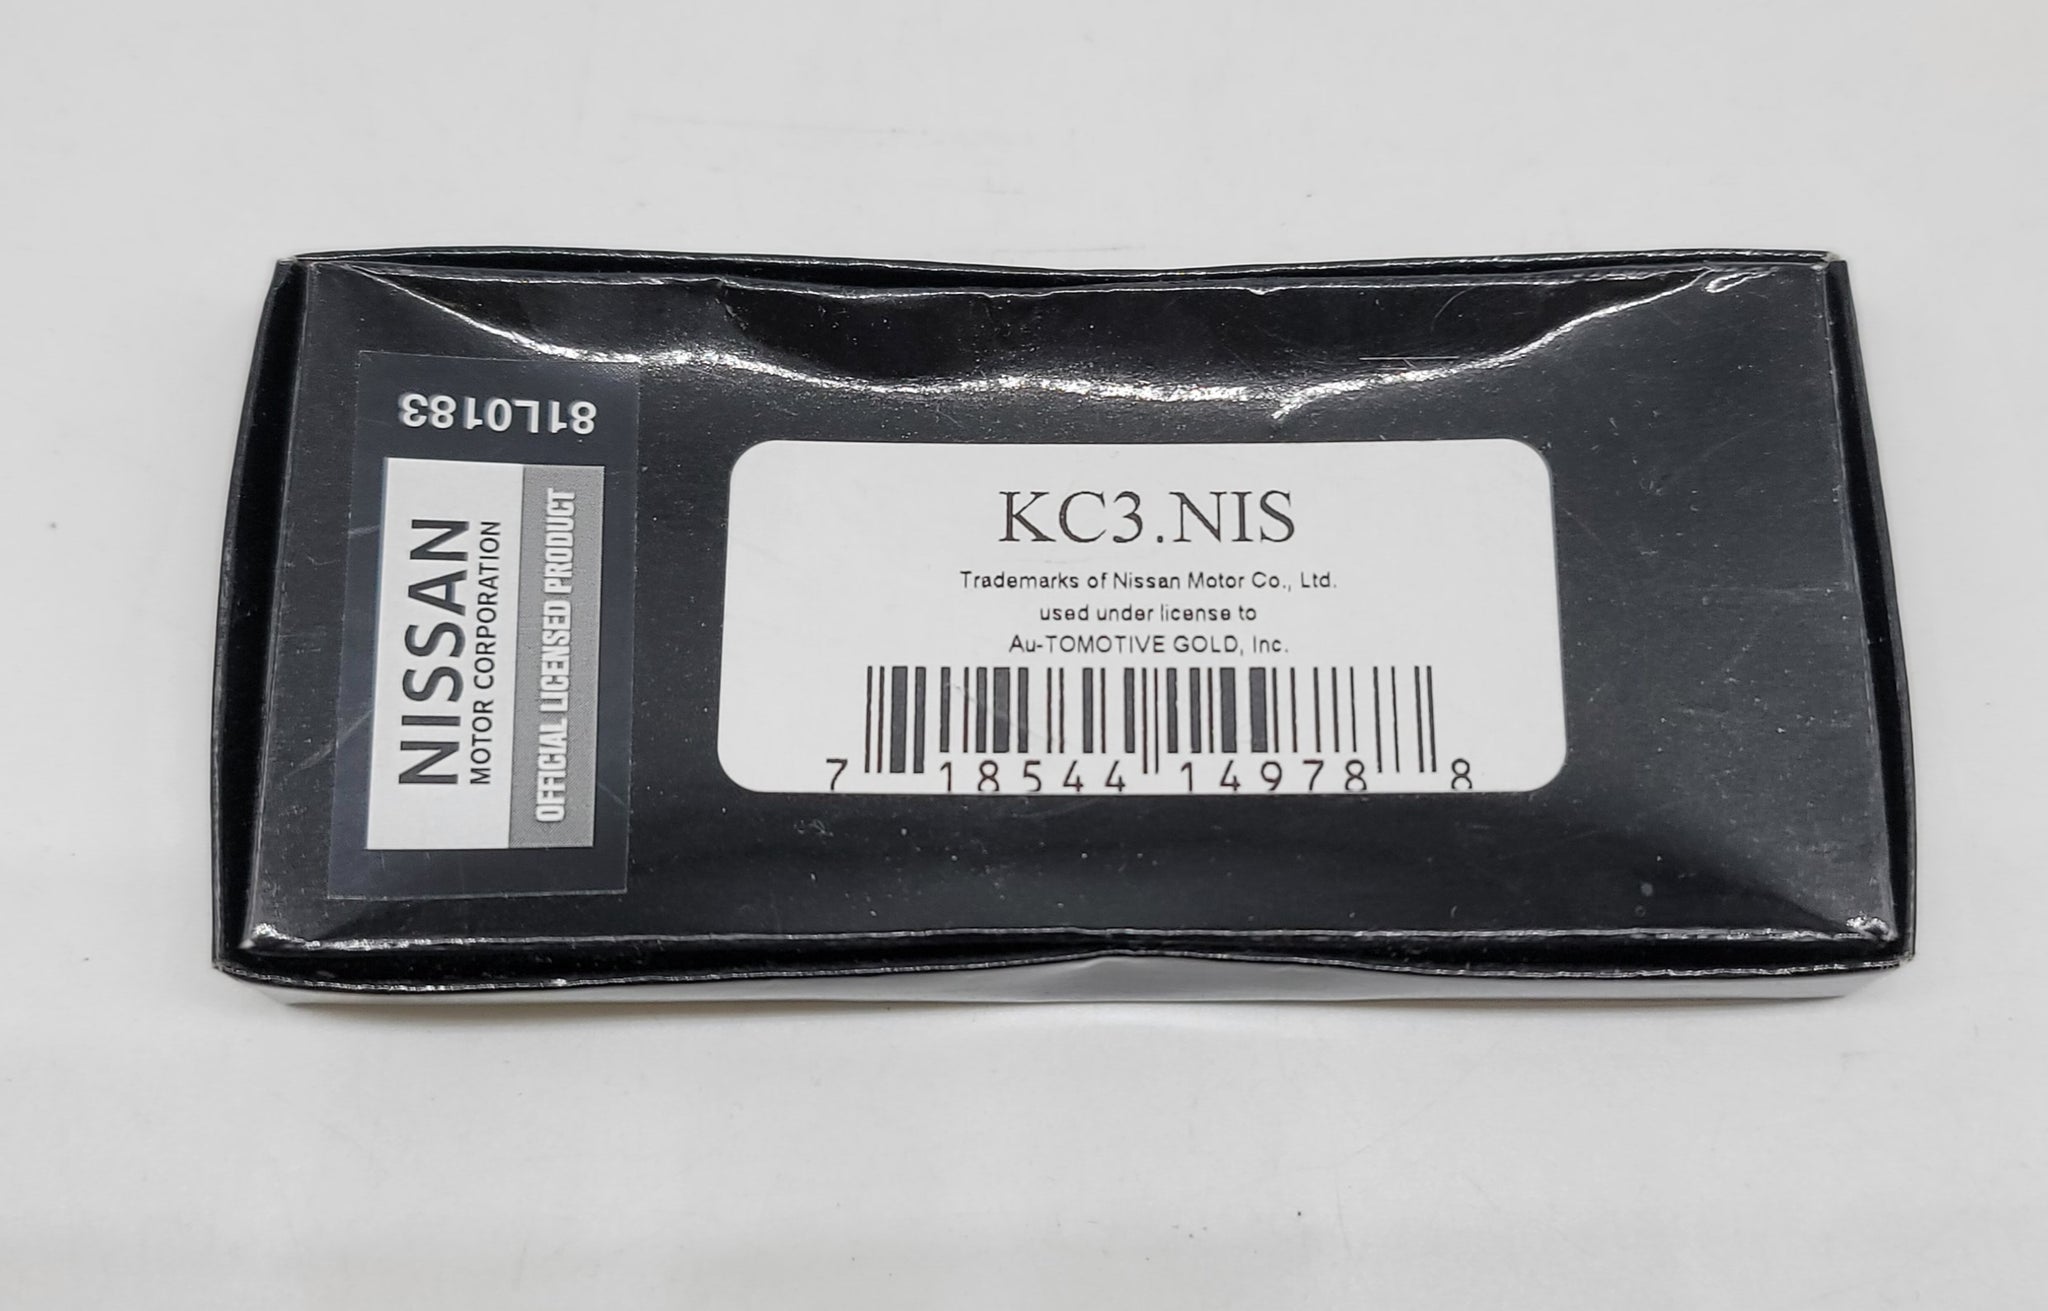 81L0183
NISSAN
MOTOR CORPORATION
OFFICIAL LICENSED PRODUCT
KC3.NIS
Trademarks of Nissan Motor Co., Ltd.
used under license to
Au-TOMOTIVE GOLD, Inc.
7 18544 14978 8